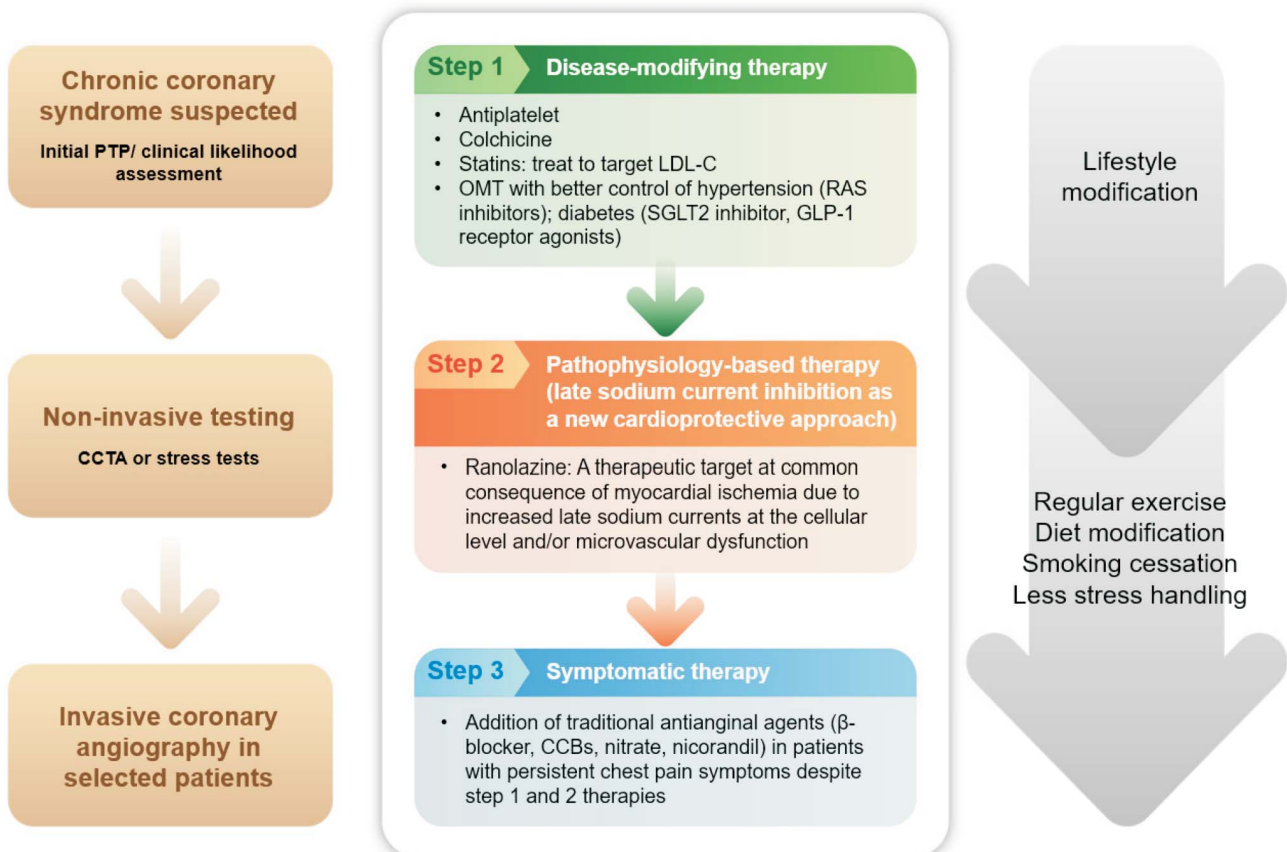 Chronic coronary
syndrome suspected
Initial PTP/ clinical likelihood
assessment
Non-invasive testing
CCTA or stress tests
Invasive coronary
angiography in
selected patients
Step 1
Disease-modifying therapy
• Antiplatelet
• Colchicine
• Statins: treat to target LDL-C
• OMT with better control of hypertension (RAS
inhibitors); diabetes (SGLT2 inhibitor, GLP-1
receptor agonists)
Step 2
Pathophysiology-based therapy
(late sodium current inhibition as
a new cardioprotective approach)
• Ranolazine: A therapeutic target at common
consequence of myocardial ischemia due to
increased late sodium currents at the cellular
level and/or microvascular dysfunction
Step 3
Symptomatic therapy
• Addition of traditional antianginal agents (β-
blocker, CCBs, nitrate, nicorandil) in patients
with persistent chest pain symptoms despite
step 1 and 2 therapies
Lifestyle
modification
Regular exercise
Diet modification
Smoking cessation
Less stress handling